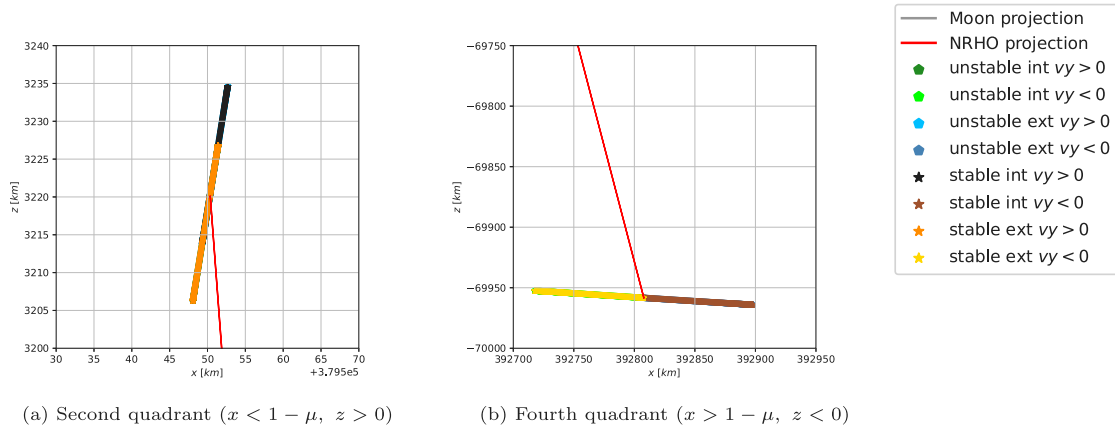 Moon projection
NRHO projection
unstable int vy > 0
unstable int vy < 0
unstable ext vy > 0
unstable ext vy < 0
stable int vy > 0
stable int vy < 0
stable ext vy > 0
stable ext vy < 0
3240
3235
3230
3225
3220
3215
3210
3205
3200
z [km]
30 35 40 45 50 55 60 65 70
x [km]
+3.795e5
−69750
−69800
−69850
−69900
−69950
−70000
z [km]
392700 392750 392800 392850 392900 392950
x [km]
(a) Second quadrant (x < 1 − μ, z > 0)
(b) Fourth quadrant (x > 1 − μ, z < 0)